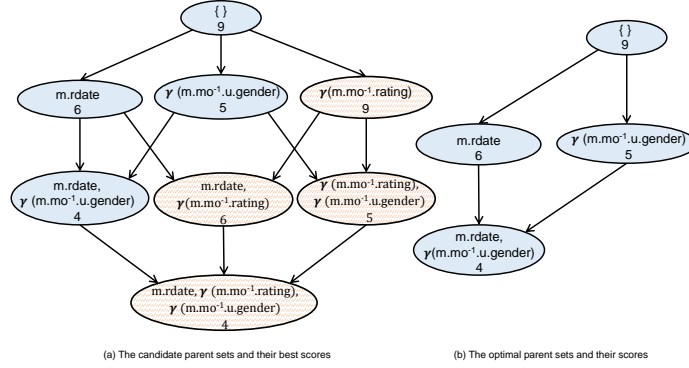 { }
9
m.rdate
6
γ (m.mo⁻¹.u.gender)
5
γ(m.mo⁻¹.rating)
9
m.rdate,
γ (m.mo⁻¹.u.gender)
4
m.rdate,
γ(m.mo⁻¹.rating)
6
γ (m.mo⁻¹.rating),
γ (m.mo⁻¹.u.gender)
5
m.rdate, γ (m.mo⁻¹.rating),
γ (m.mo⁻¹.u.gender)
4
(a) The candidate parent sets and their best scores
{ }
9
m.rdate
6
γ (m.mo⁻¹.u.gender)
5
m.rdate,
γ(m.mo⁻¹.u.gender)
4
(b) The optimal parent sets and their scores